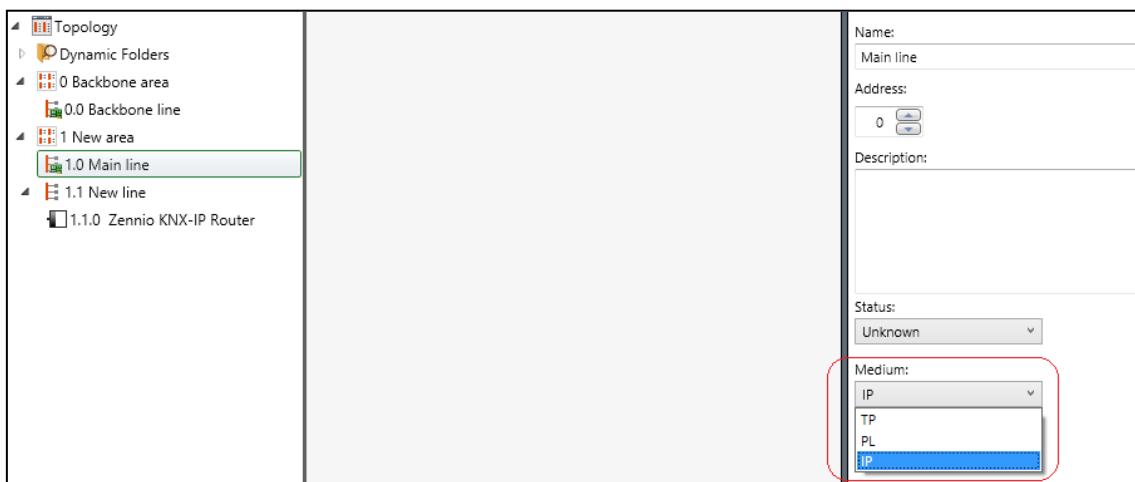 Topology
Dynamic Folders
0 Backbone area
0.0 Backbone line
1 New area
1.0 Main line
1.1 New line
1.1.0 Zennio KNX-IP Router
Name:
Main line
Address:
0
Description:
Status:
Unknown
Medium:
IP
TP
PL
IP